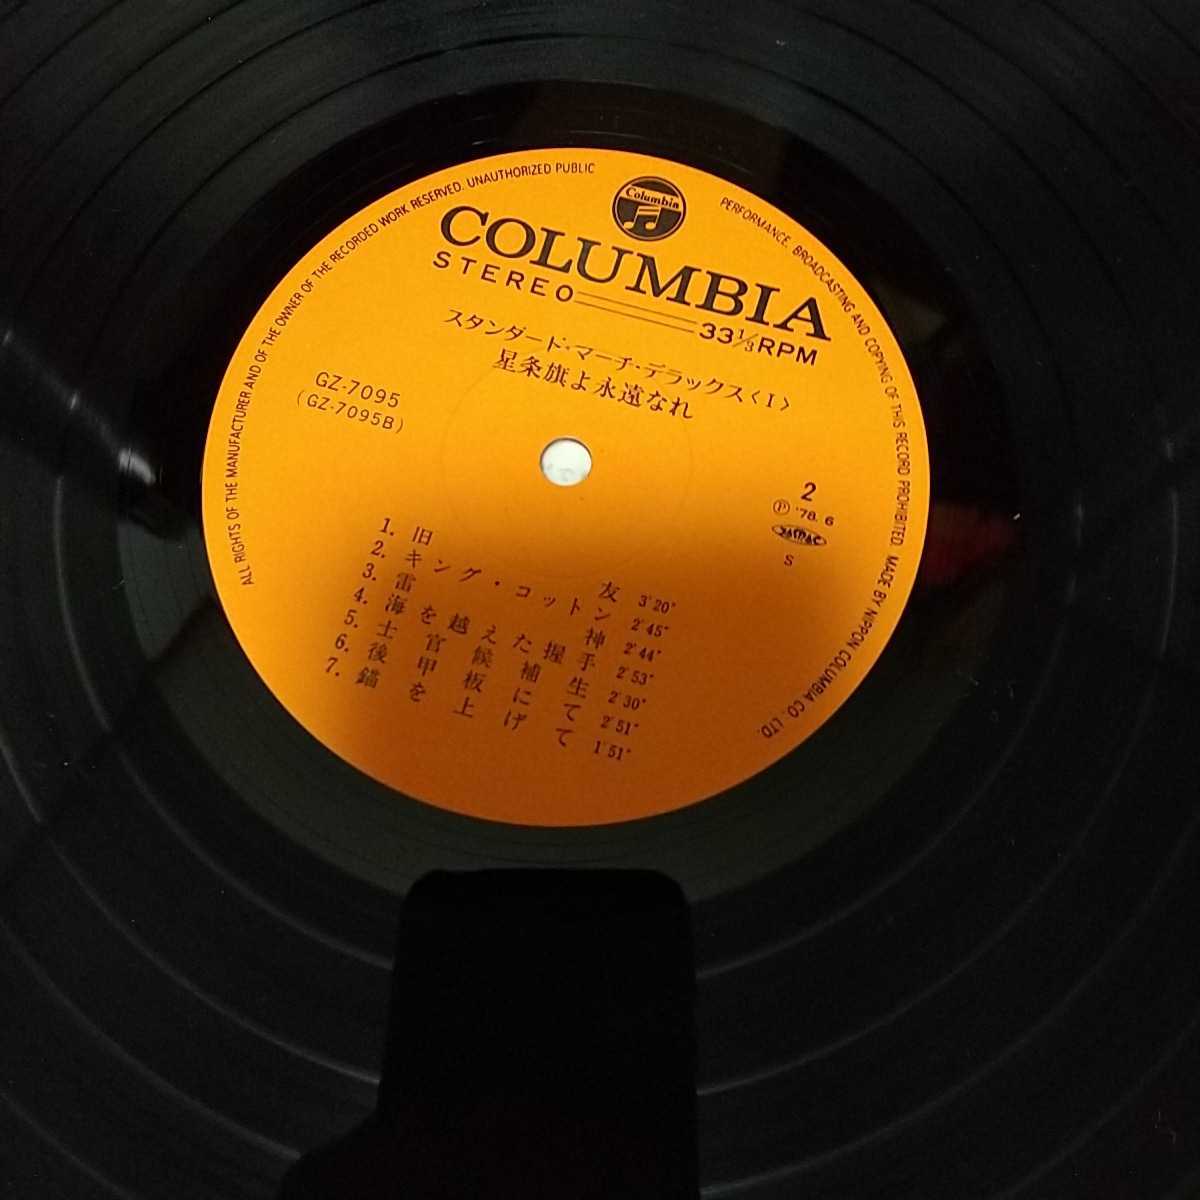 ALL RIGHTS OF THE MANUFACTURER AND OF THE OWNER OF THE RECORDED WORK RESERVED. UNAUTHORIZED PUBLIC
PERFORMANCE, BROADCASTING AND COPYING OF THIS RECORD PROHIBITED. MADE BY NIPPON COLUMBIA CO. LTD.
Columbia
COLUMBIA
STEREO 33⅓RPM
スタンダード・マーチ・デラックス〈Ⅰ〉
星条旗よ永遠なれ
GZ-7095
(GZ-7095B)
2
Ⓟ '78. 6
JASRAC
S
1. 旧友 3'20"
2. キング・コットン 2'45"
3. 雷神 2'44"
4. 海を越えた握手 2'53"
5. 士官候補生 2'30"
6. 後甲板にて 2'51"
7. 錨を上げて 1'51"